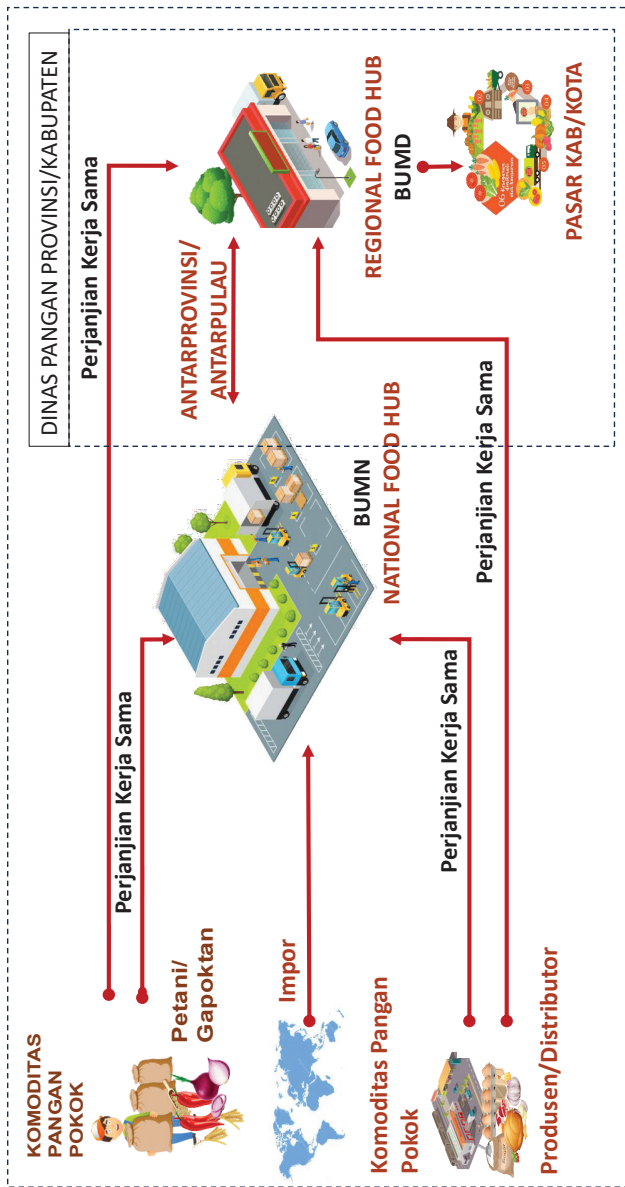 DINAS PANGAN PROVINSI/KABUPATEN
KOMODITAS
PANGAN
POKOK
Petani/
Gapoktan
Perjanjian Kerja Sama
Perjanjian Kerja Sama
ANTARPROVINSI/
ANTARPULAU
REGIONAL FOOD HUB
BUMD
PASAR KAB/KOTA
Impor
Komoditas Pangan
Pokok
BUMN
NATIONAL FOOD HUB
Perjanjian Kerja Sama
Perjanjian Kerja Sama
Produsen/Distributor